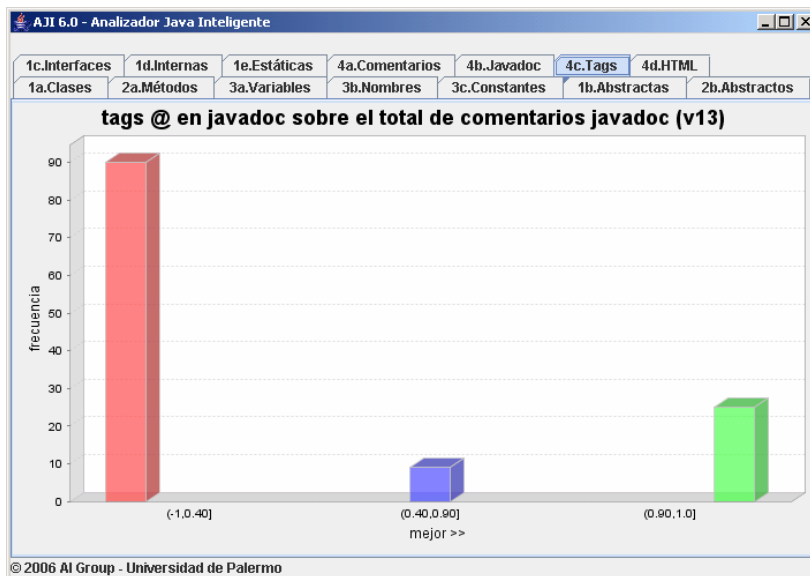 AJI 6.0 - Analizador Java Inteligente
1c.Interfaces 1d.Internas 1e.Estáticas 4a.Comentarios 4b.Javadoc 4c.Tags 4d.HTML
1a.Clases 2a.Métodos 3a.Variables 3b.Nombres 3c.Constantes 1b.Abstractas 2b.Abstractos
tags @ en javadoc sobre el total de comentarios javadoc (v13)
90
80
70
60
50
40
30
20
10
0
frecuencia
(-1,0.40] (0.40,0.90] (0.90,1.0]
mejor >>
© 2006 AI Group - Universidad de Palermo